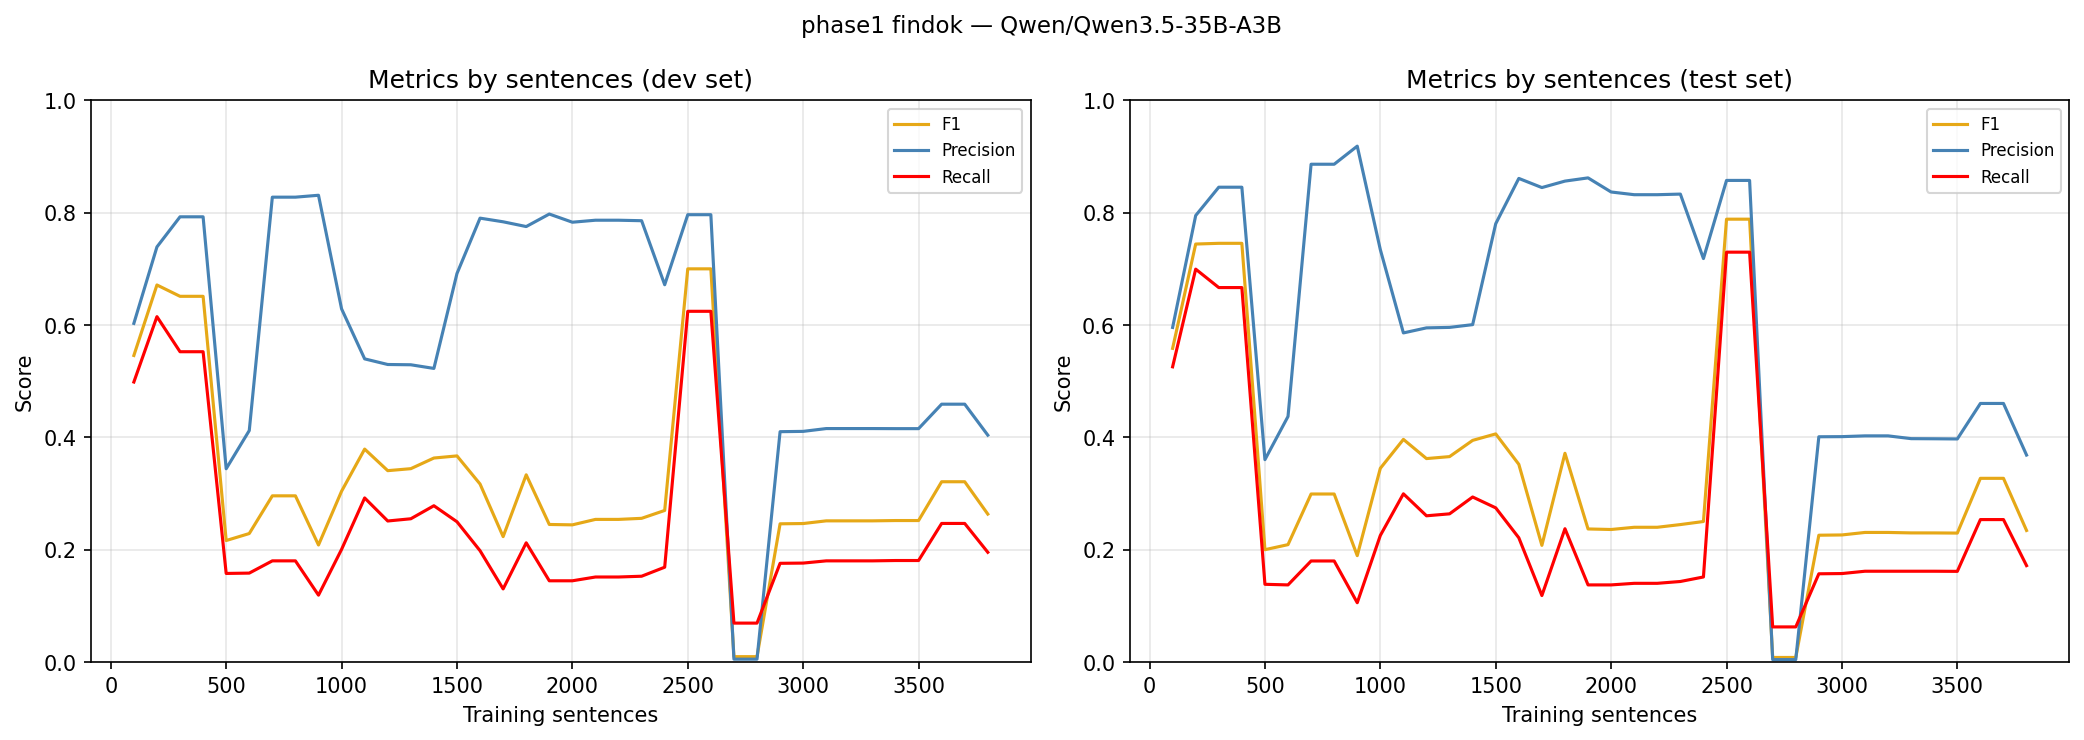 phase1 findok — Qwen/Qwen3.5-35B-A3B
Metrics by sentences (dev set)
1.0
0.8
0.6
0.4
0.2
0.0
Score
0 500 1000 1500 2000 2500 3000 3500
Training sentences
F1
Precision
Recall
Metrics by sentences (test set)
1.0
0.8
0.6
0.4
0.2
0.0
Score
0 500 1000 1500 2000 2500 3000 3500
Training sentences
F1
Precision
Recall